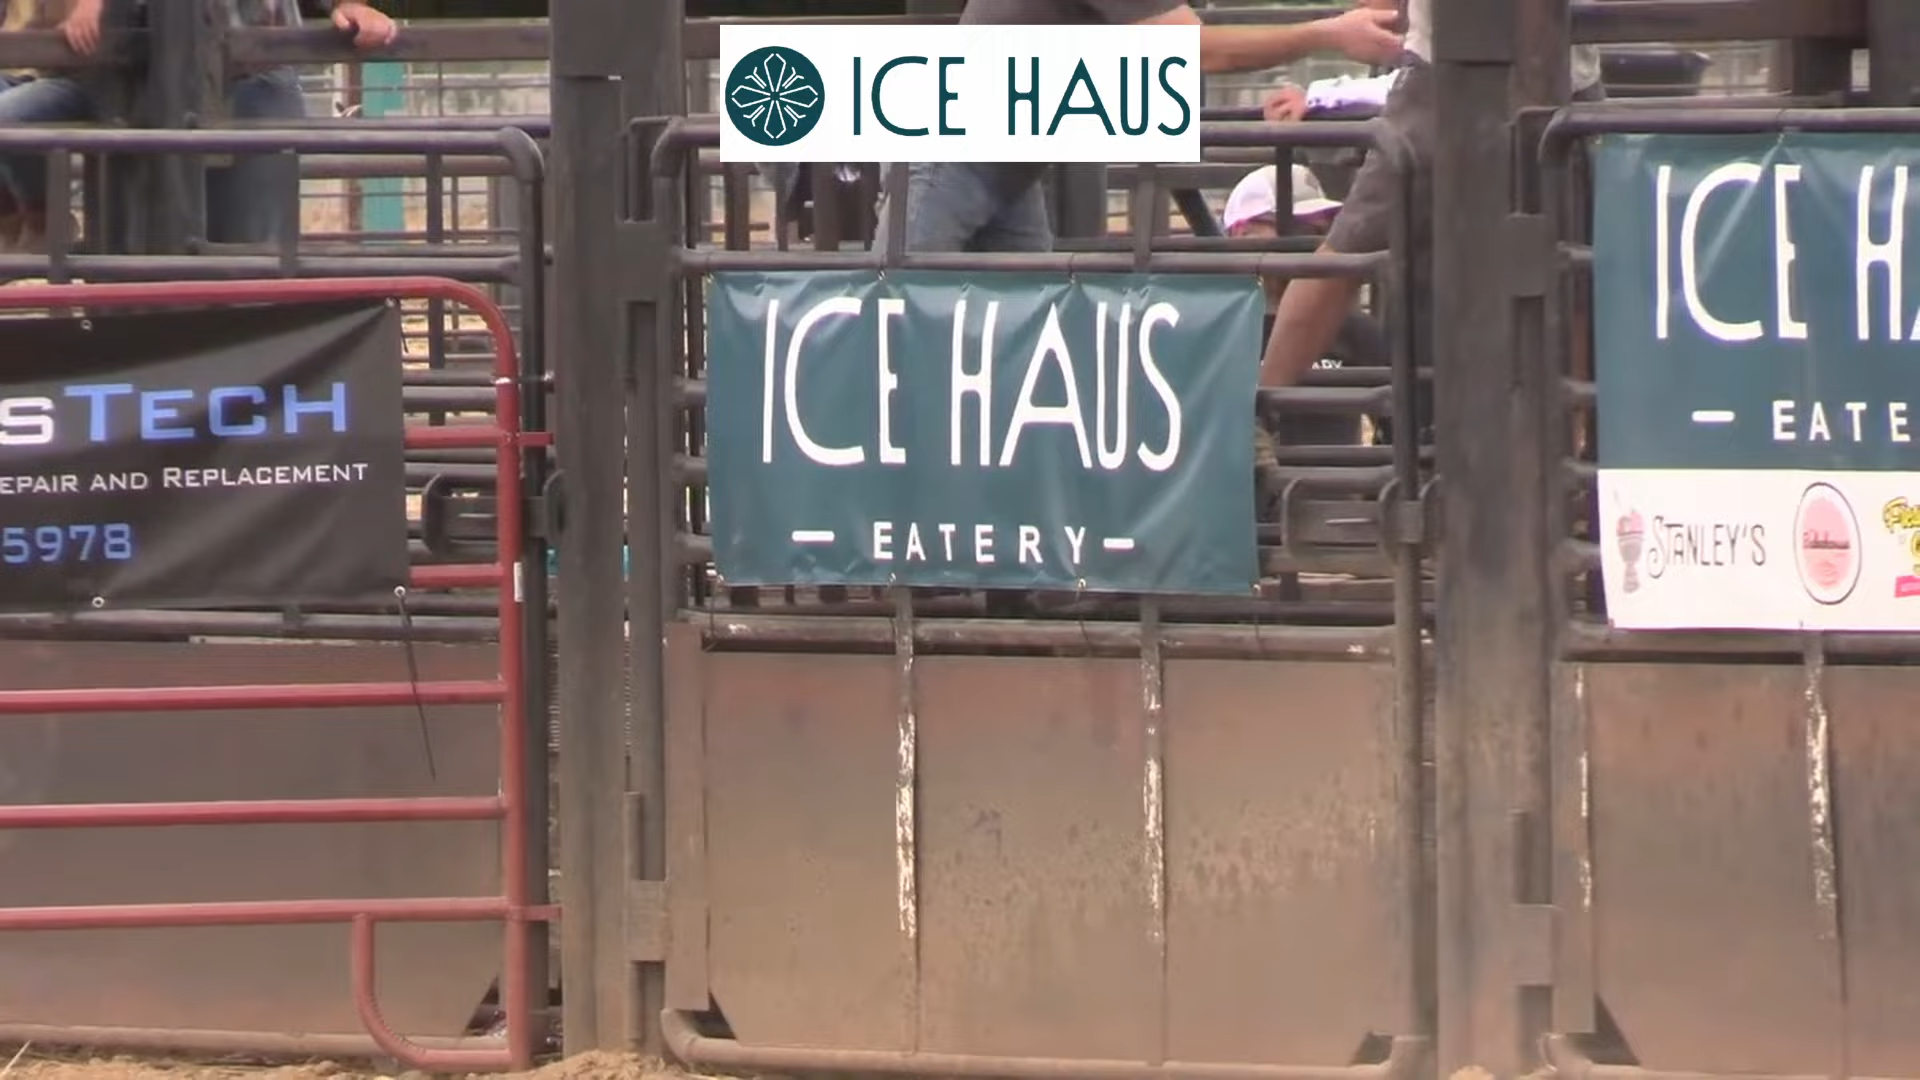 ICE HAUS
ICE HAUS
— EATERY —
sTECH
EPAIR AND REPLACEMENT
5978
ICE H
— EATE
STANLEY'S